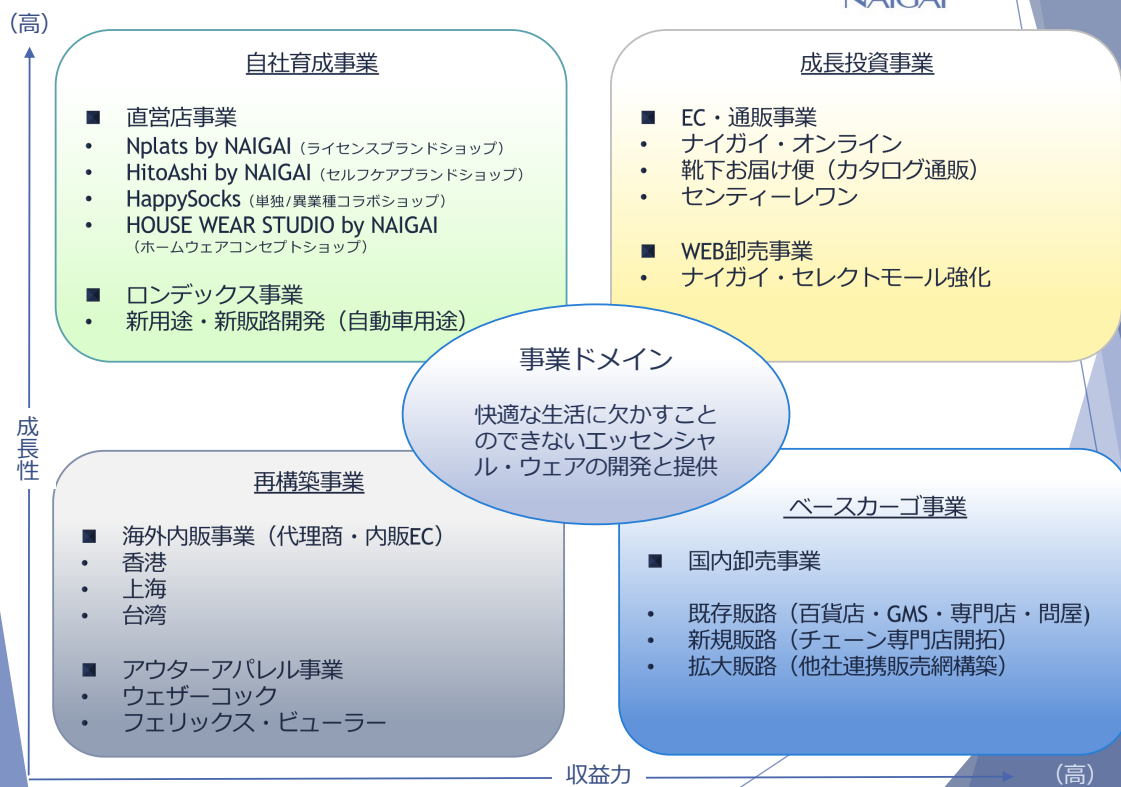 NAIGAI
（高）
自社育成事業
■ 直営店事業
• Nplats by NAIGAI（ライセンスブランドショップ）
• HitoAshi by NAIGAI（セルフケアブランドショップ）
• HappySocks（単独/異業種コラボショップ）
• HOUSE WEAR STUDIO by NAIGAI
（ホームウェアコンセプトショップ）
■ ロンデックス事業
• 新用途・新販路開発（自動車用途）
成長投資事業
■ EC・通販事業
• ナイガイ・オンライン
• 靴下お届け便（カタログ通販）
• センティーレワン
■ WEB卸売事業
• ナイガイ・セレクトモール強化
事業ドメイン
快適な生活に欠かすこと
のできないエッセンシャ
ル・ウェアの開発と提供
成長性
再構築事業
■ 海外内販事業（代理商・内販EC）
• 香港
• 上海
• 台湾
■ アウターアパレル事業
• ウェザーコック
• フェリックス・ビューラー
ベースカーゴ事業
■ 国内卸売事業
• 既存販路（百貨店・GMS・専門店・問屋)
• 新規販路（チェーン専門店開拓）
• 拡大販路（他社連携販売網構築）
収益力
（高）